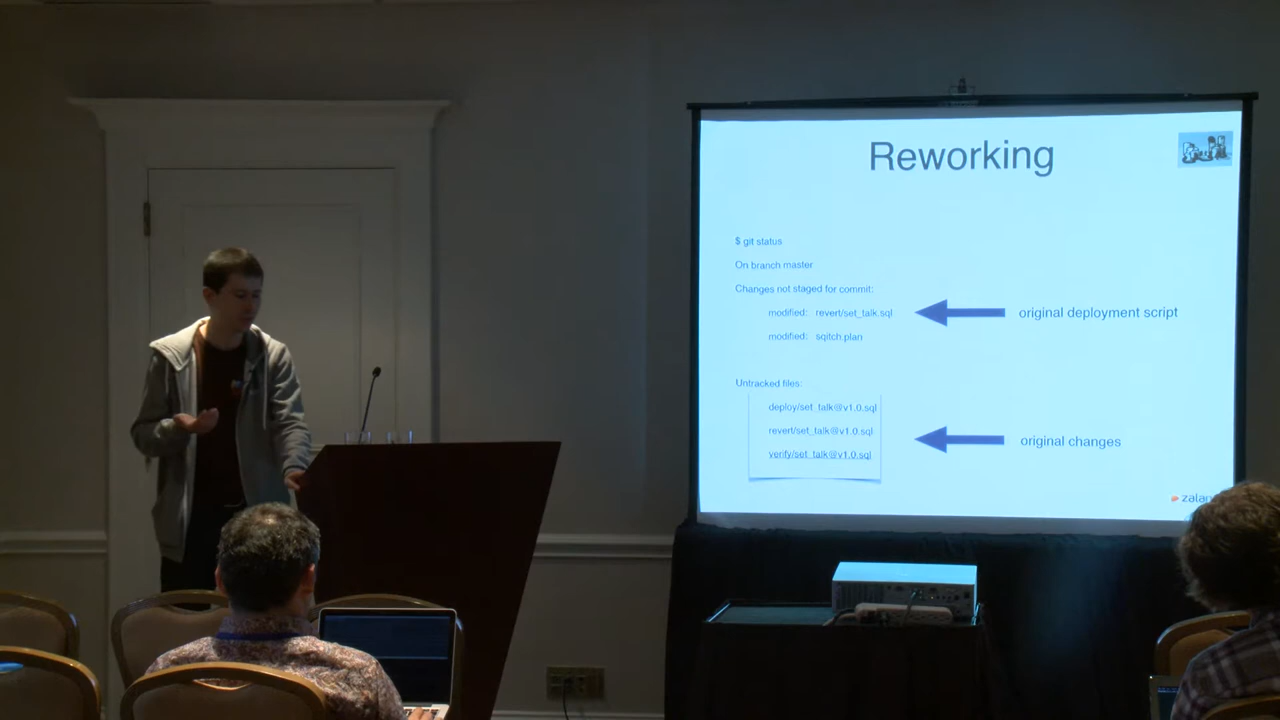 Reworking
$ git status
On branch master
Changes not staged for commit:
modified: revert/set_talk.sql
original deployment script
modified: sqitch.plan
Untracked files:
deploy/set_talk@v1.0.sql
revert/set_talk@v1.0.sql
original changes
verify/set_talk@v1.0.sql